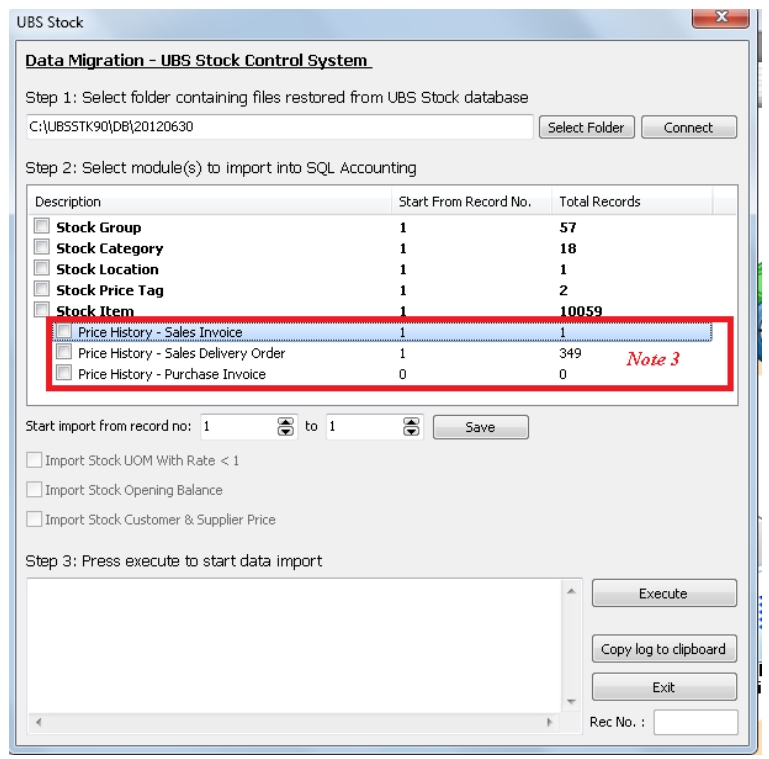 UBS Stock
Data Migration - UBS Stock Control System
Step 1: Select folder containing files restored from UBS Stock database
C:\UBSSTK90\DB\20120630 Select Folder Connect
Step 2: Select module(s) to import into SQL Accounting
Description Start From Record No. Total Records
Stock Group 1 57
Stock Category 1 18
Stock Location 1 1
Stock Price Tag 1 2
Stock Item 1 10059
Price History - Sales Invoice 1 1
Price History - Sales Delivery Order 1 349 Note 3
Price History - Purchase Invoice 0 0
Start import from record no: 1 to 1 Save
Import Stock UOM With Rate < 1
Import Stock Opening Balance
Import Stock Customer & Supplier Price
Step 3: Press execute to start data import
Execute
Copy log to clipboard
Exit
Rec No. :